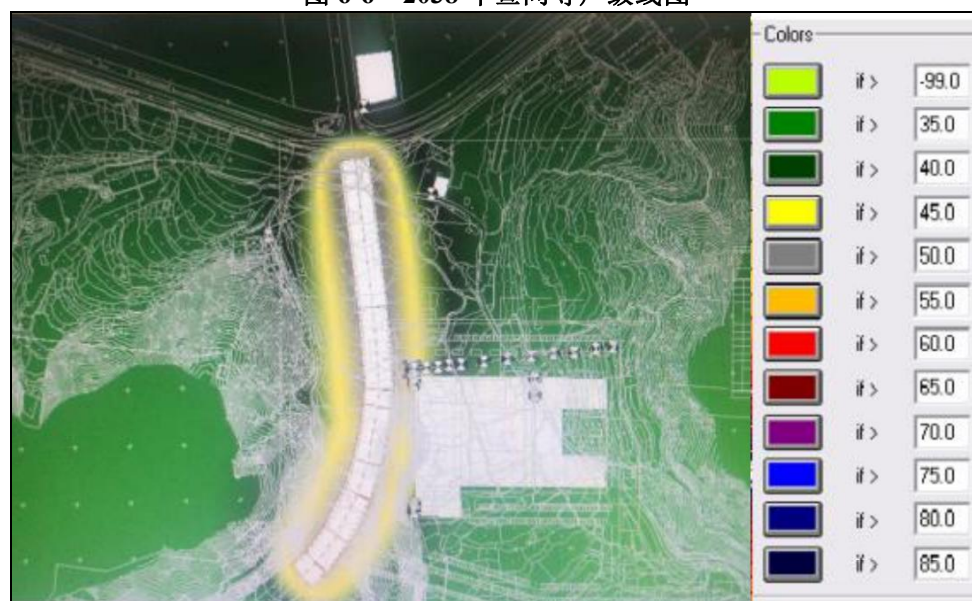 Colors
if > -99.0
if > 35.0
if > 40.0
if > 45.0
if > 50.0
if > 55.0
if > 60.0
if > 65.0
if > 70.0
if > 75.0
if > 80.0
if > 85.0